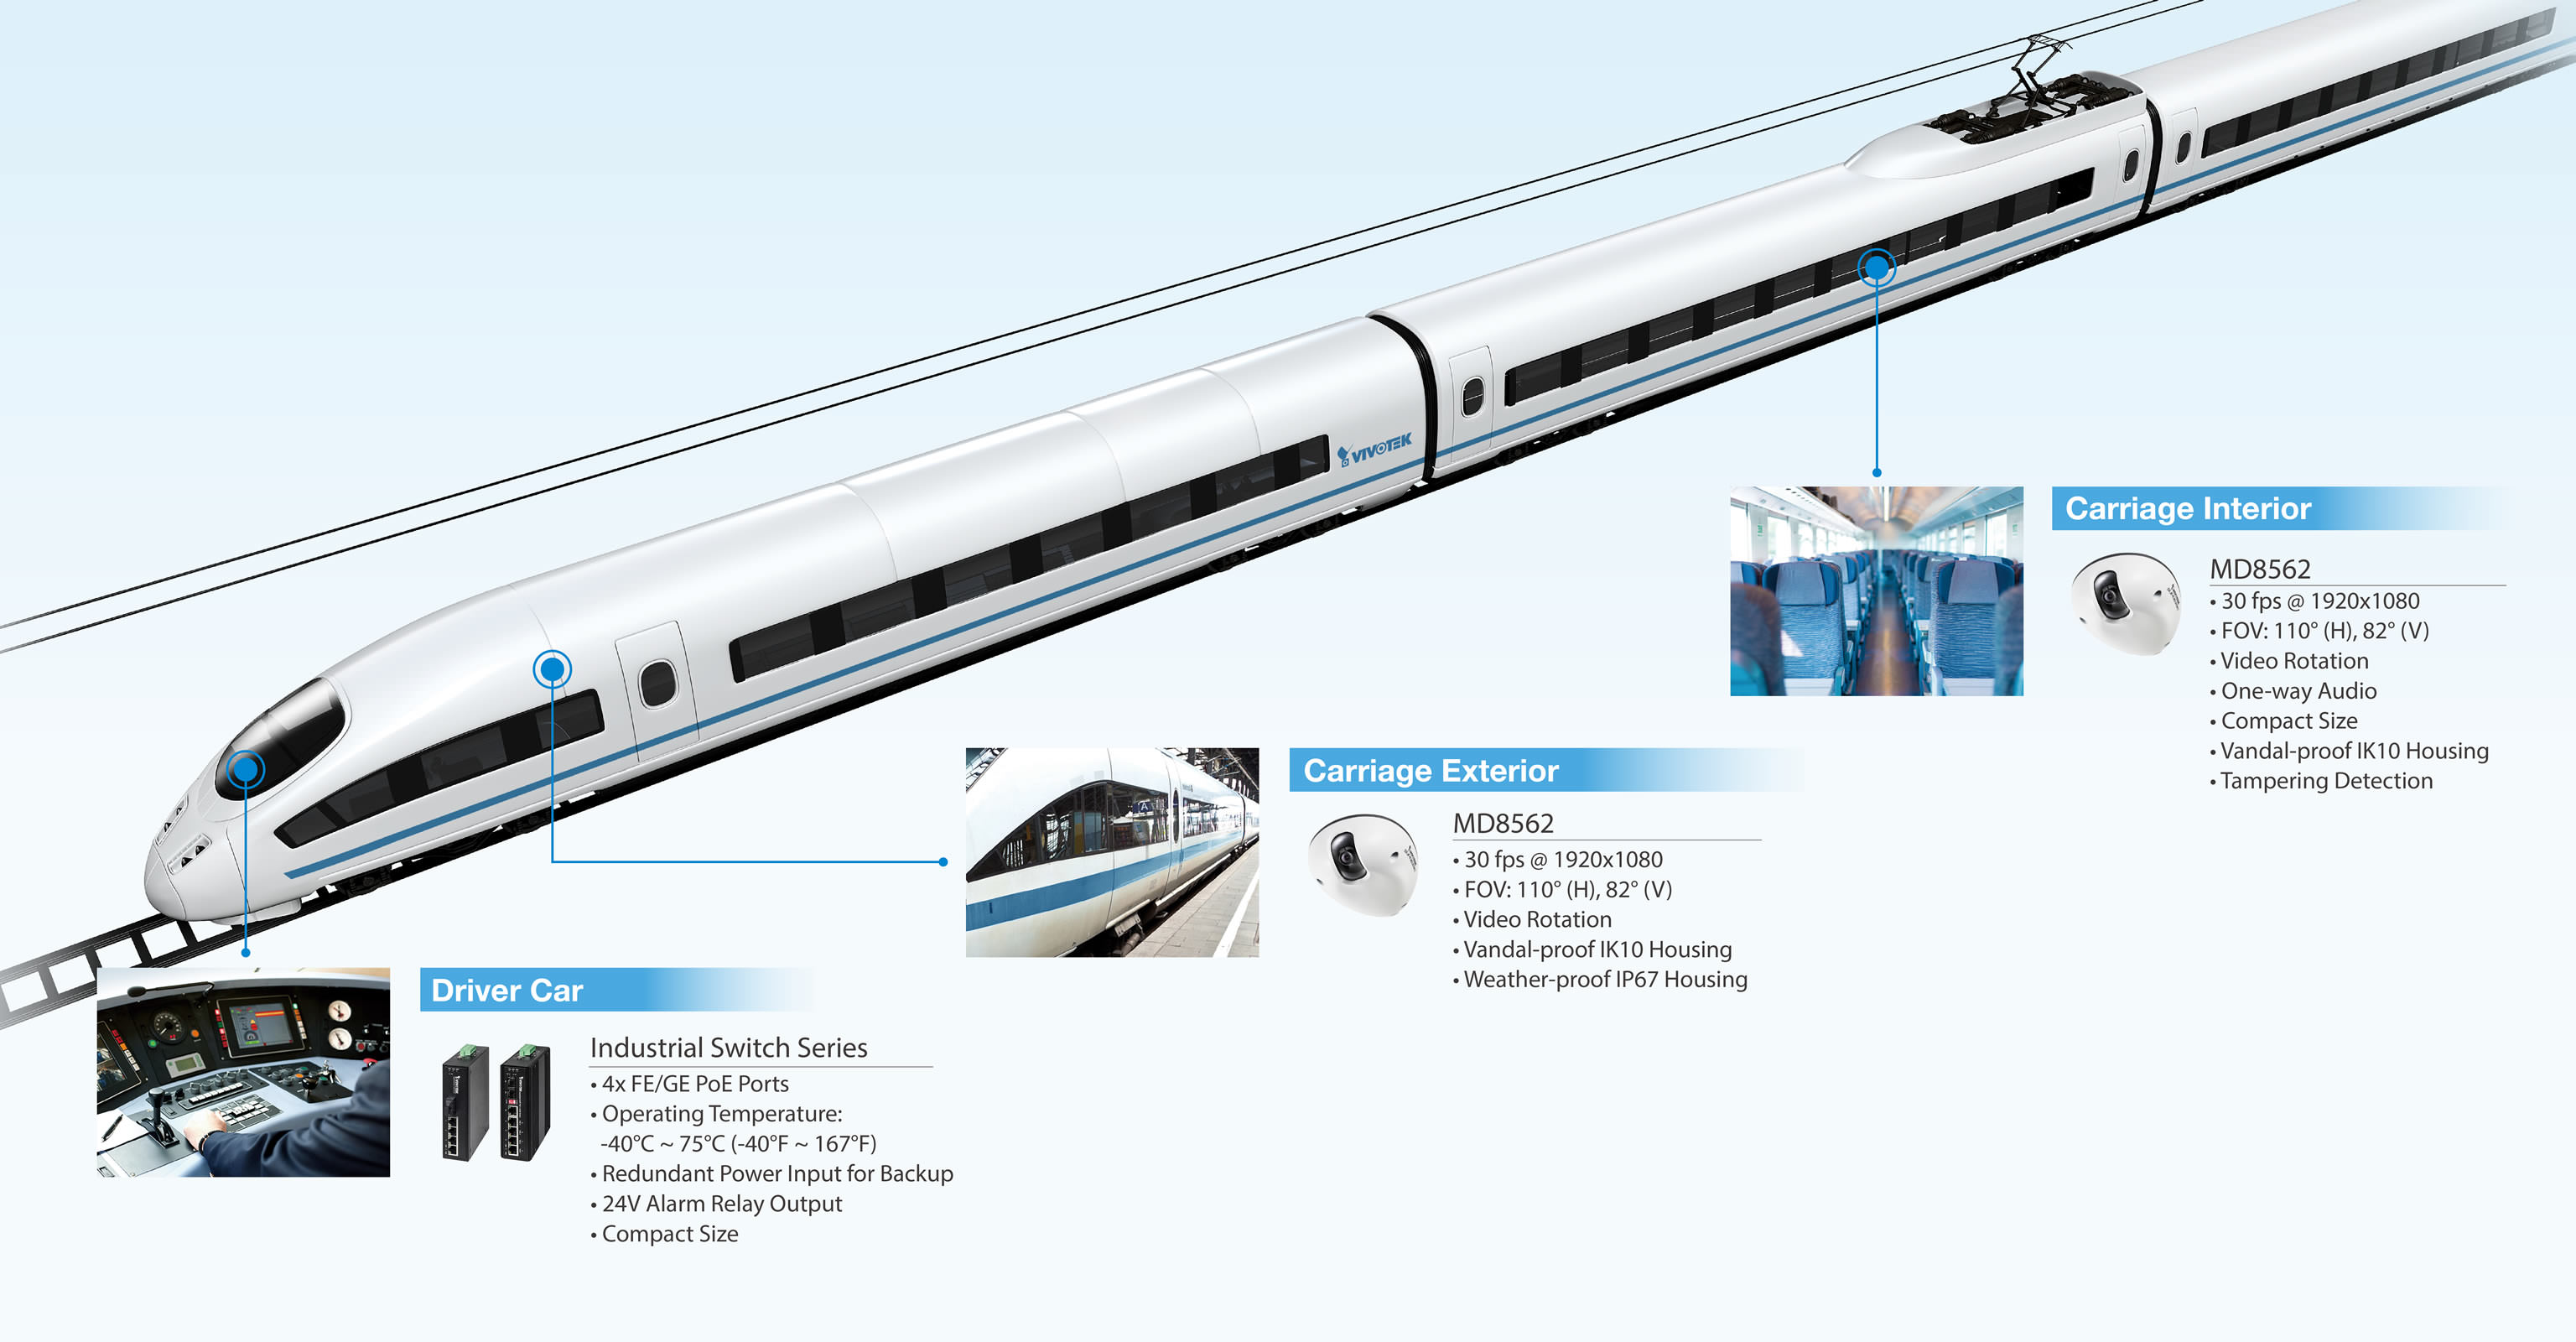 VIVOTEK
Carriage Interior
MD8562
• 30 fps @ 1920x1080
• FOV: 110° (H), 82° (V)
• Video Rotation
• One-way Audio
• Compact Size
• Vandal-proof IK10 Housing
• Tampering Detection
Carriage Exterior
MD8562
• 30 fps @ 1920x1080
• FOV: 110° (H), 82° (V)
• Video Rotation
• Vandal-proof IK10 Housing
• Weather-proof IP67 Housing
A
Driver Car
Industrial Switch Series
• 4x FE/GE PoE Ports
• Operating Temperature:
-40°C ~ 75°C (-40°F ~ 167°F)
• Redundant Power Input for Backup
• 24V Alarm Relay Output
• Compact Size